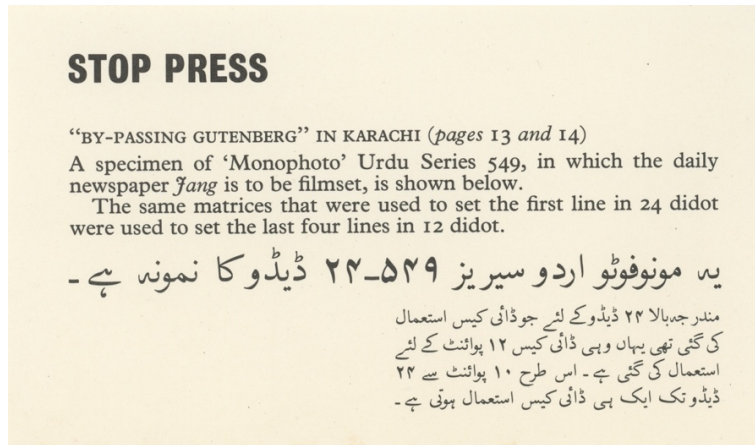 STOP PRESS
“BY-PASSING GUTENBERG” IN KARACHI (pages 13 and 14)
A specimen of ‘Monophoto’ Urdu Series 549, in which the daily
newspaper Jang is to be filmset, is shown below.
The same matrices that were used to set the first line in 24 didot
were used to set the last four lines in 12 didot.
یہ مونوفوٹو اردو سیریز ۵۴۹-۲۴ ڈیڈو کا نمونہ ہے۔
مندرجہ بالا ۲۴ ڈیڈو کے لئے جو ڈائی کیس استعمال
کی گئی تھی یہاں وہی ڈائی کیس ۱۲ پوائنٹ کے لئے
استعمال کی گئی ہے۔ اس طرح ۱۰ پوائنٹ سے ۲۴
ڈیڈو تک ایک ہی ڈائی کیس استعمال ہوتی ہے۔